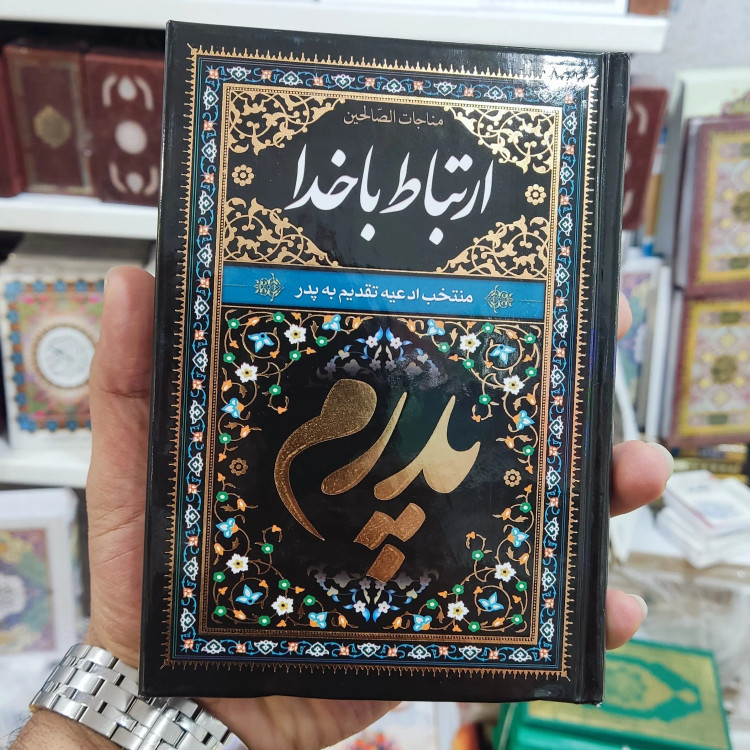 مناجات الصالحین
ارتباط با خدا
منتخب ادعیه تقدیم به پدر
پدرم